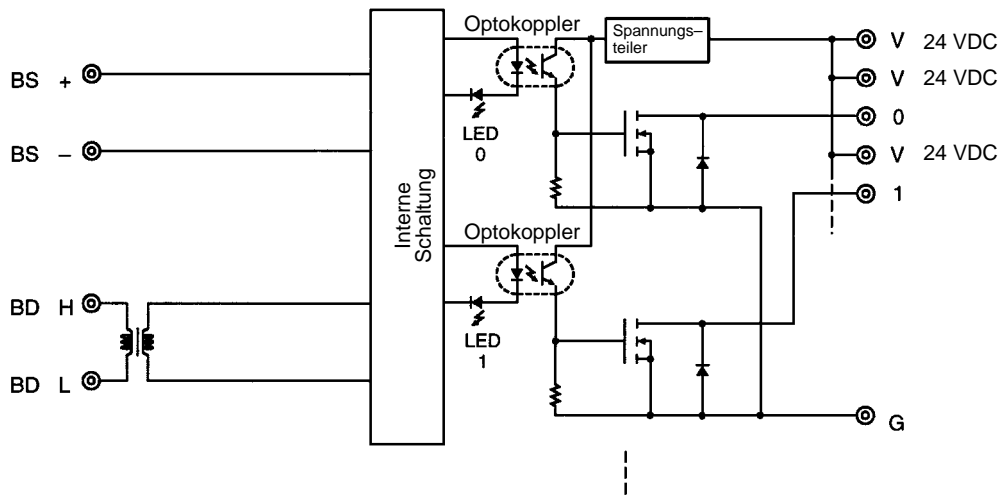 Optokoppler
Spannungs–
teiler
V 24 VDC
V 24 VDC
BS +
LED
0
0
BS –
V 24 VDC
1
Interne
Schaltung
Optokoppler
BD H
LED
1
BD L
G